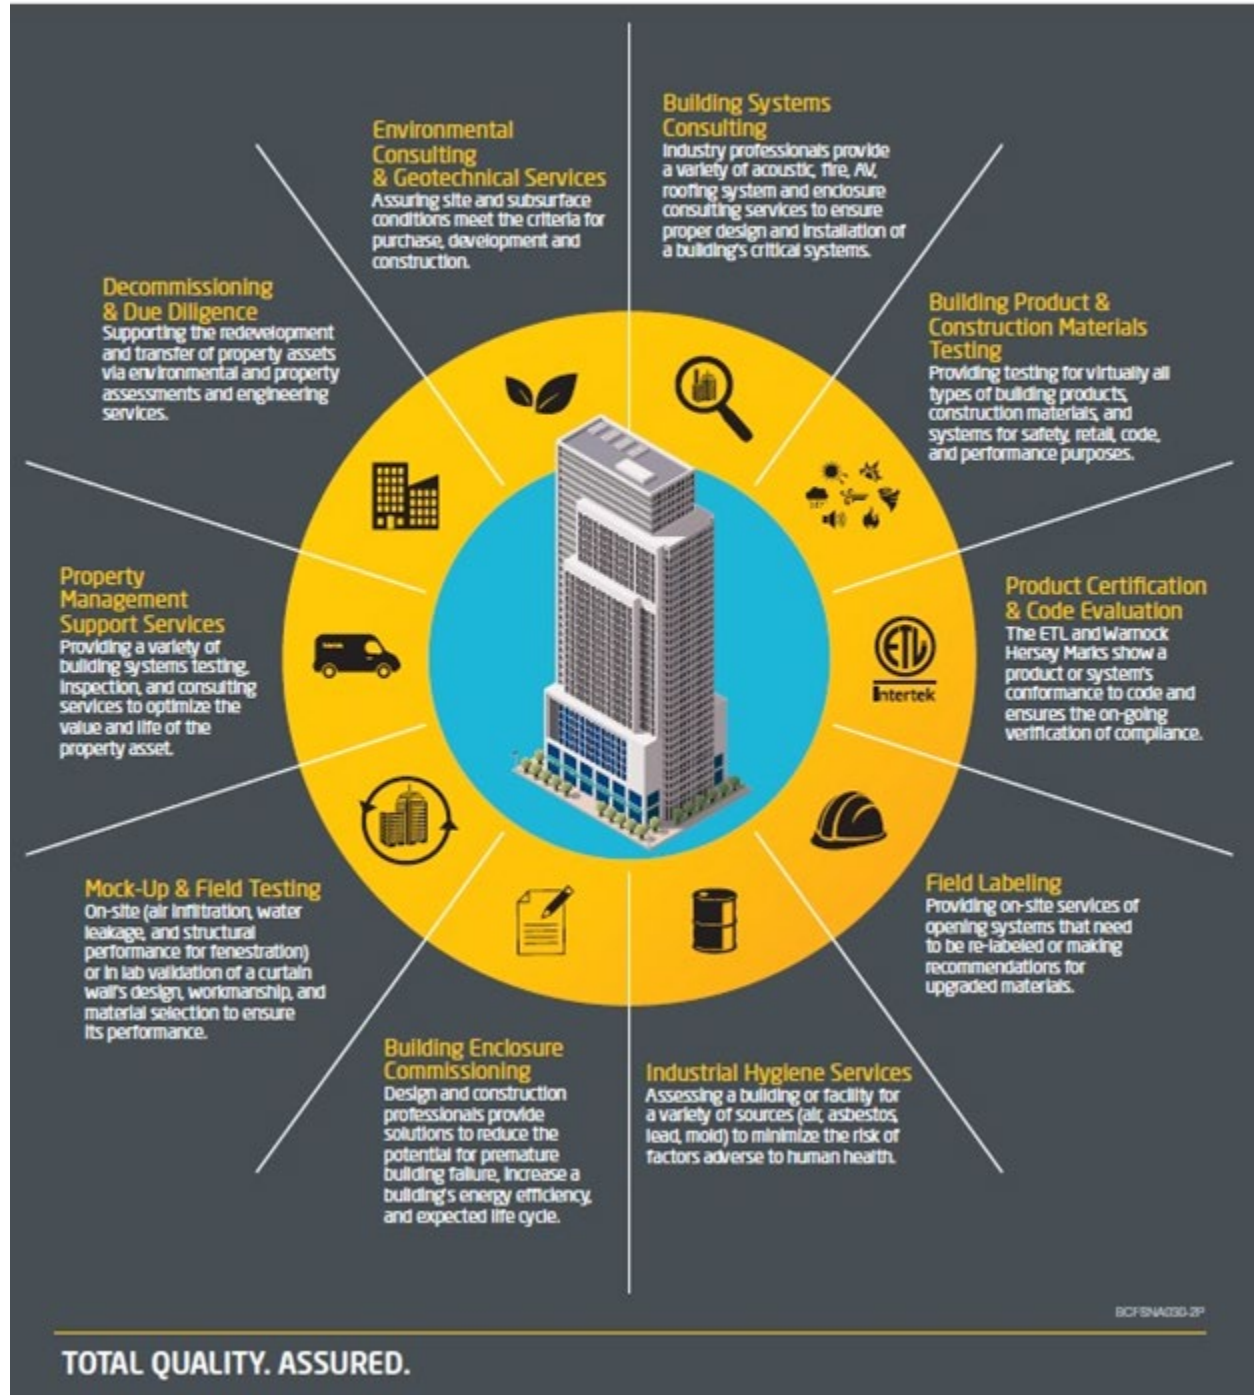 Environmental
Consulting
& Geotechnical Services
Assuring site and subsurface
conditions meet the criteria for
purchase, development and
construction.
Building Systems
Consulting
Industry professionals provide
a variety of acoustic, fire, AV,
roofing system and enclosure
consulting services to ensure
proper design and installation of
a building's critical systems.
Decommissioning
& Due Diligence
Supporting the redevelopment
and transfer of property assets
via environmental and property
assessments and engineering
services.
Building Product &
Construction Materials
Testing
Providing testing for virtually all
types of building products,
construction materials, and
systems for safety, retail, code,
and performance purposes.
Property
Management
Support Services
Providing a variety of
building systems testing,
inspection, and consulting
services to optimize the
value and life of the
property asset.
ETL
Intertek
Product Certification
& Code Evaluation
The ETL and Warnock
Hersey Marks show a
product or system's
conformance to code and
ensures the on-going
verification of compliance.
Mock-Up & Field Testing
On-site (air infiltration, water
leakage, and structural
performance for fenestration)
or in lab validation of a curtain
wall's design, workmanship, and
material selection to ensure
its performance.
Field Labeling
Providing on-site services of
opening systems that need
to be re-labeled or making
recommendations for
upgraded materials.
Building Enclosure
Commissioning
Design and construction
professionals provide
solutions to reduce the
potential for premature
building failure, increase a
building's energy efficiency,
and expected life cycle.
Industrial Hygiene Services
Assessing a building or facility for
a variety of sources (air, asbestos,
lead, mold) to minimize the risk of
factors adverse to human health.
BCFSNA030-2P
TOTAL QUALITY. ASSURED.